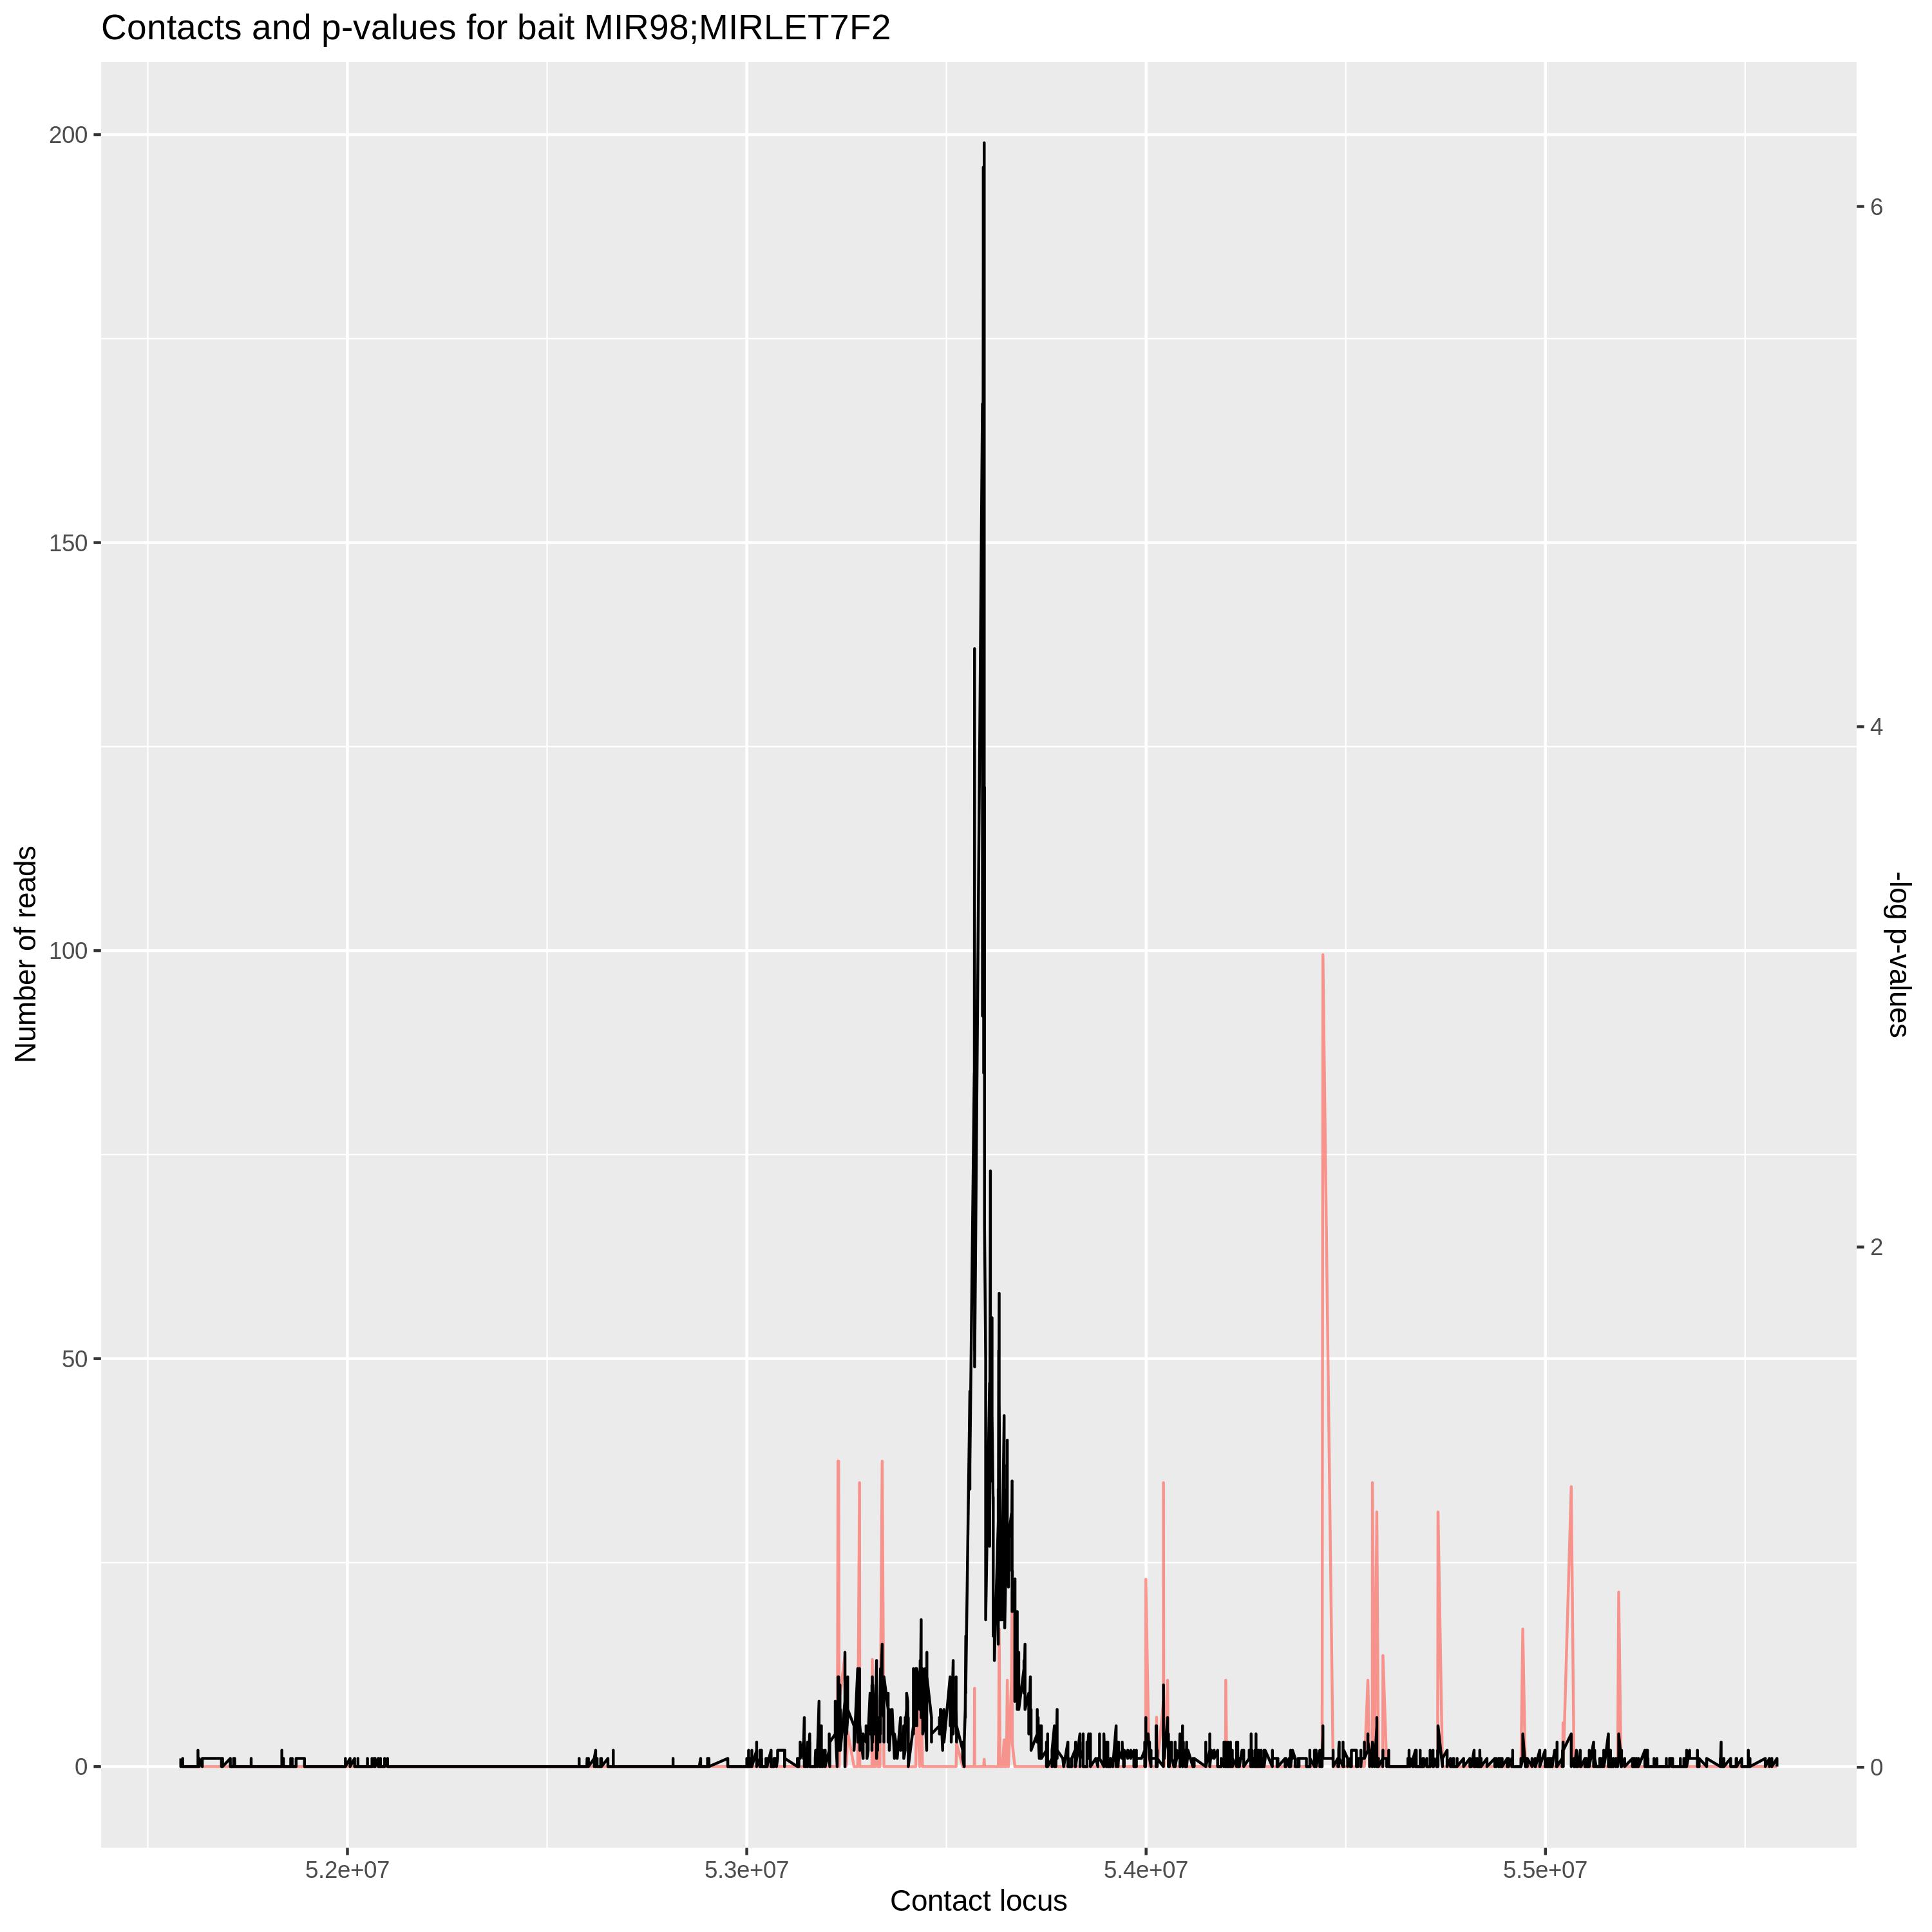 Contacts and p-values for bait MIR98;MIRLET7F2
200
150
100
50
0
6
4
2
0
Number of reads
-log p-values
5.2e+07
5.3e+07
5.4e+07
5.5e+07
Contact locus